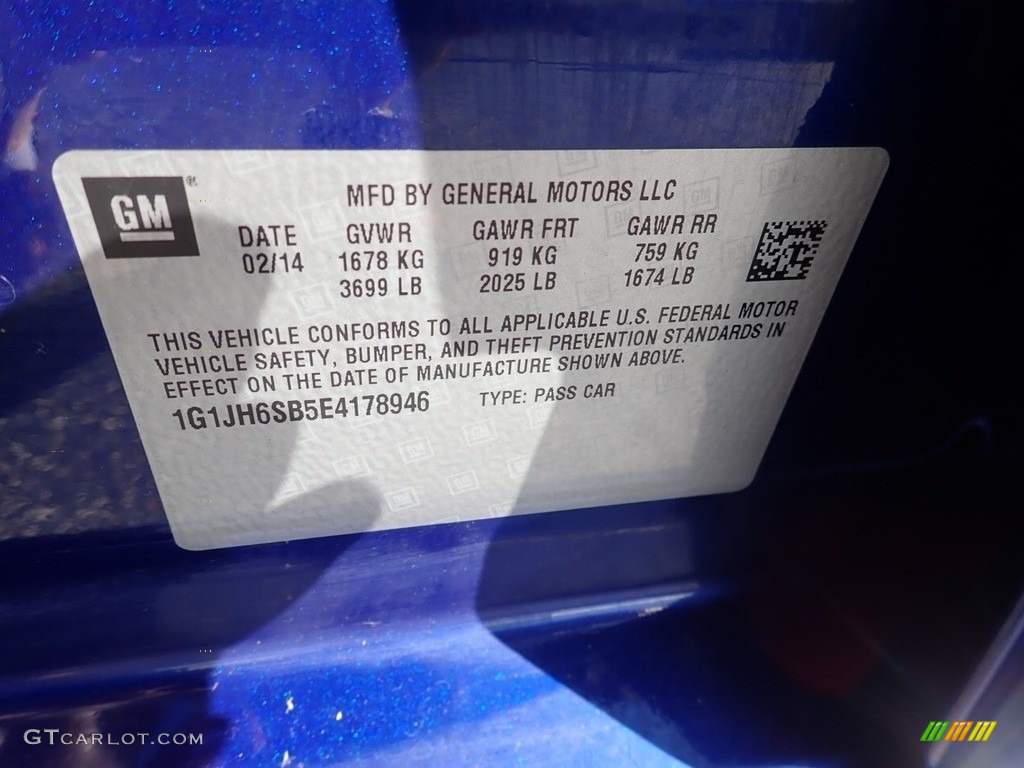 GM ®
MFD BY GENERAL MOTORS LLC
DATE GVWR GAWR FRT GAWR RR
02/14 1678 KG 919 KG 759 KG
3699 LB 2025 LB 1674 LB
THIS VEHICLE CONFORMS TO ALL APPLICABLE U.S. FEDERAL MOTOR
VEHICLE SAFETY, BUMPER, AND THEFT PREVENTION STANDARDS IN
EFFECT ON THE DATE OF MANUFACTURE SHOWN ABOVE.
1G1JH6SB5E4178946 TYPE: PASS CAR
GTCARLOT.COM